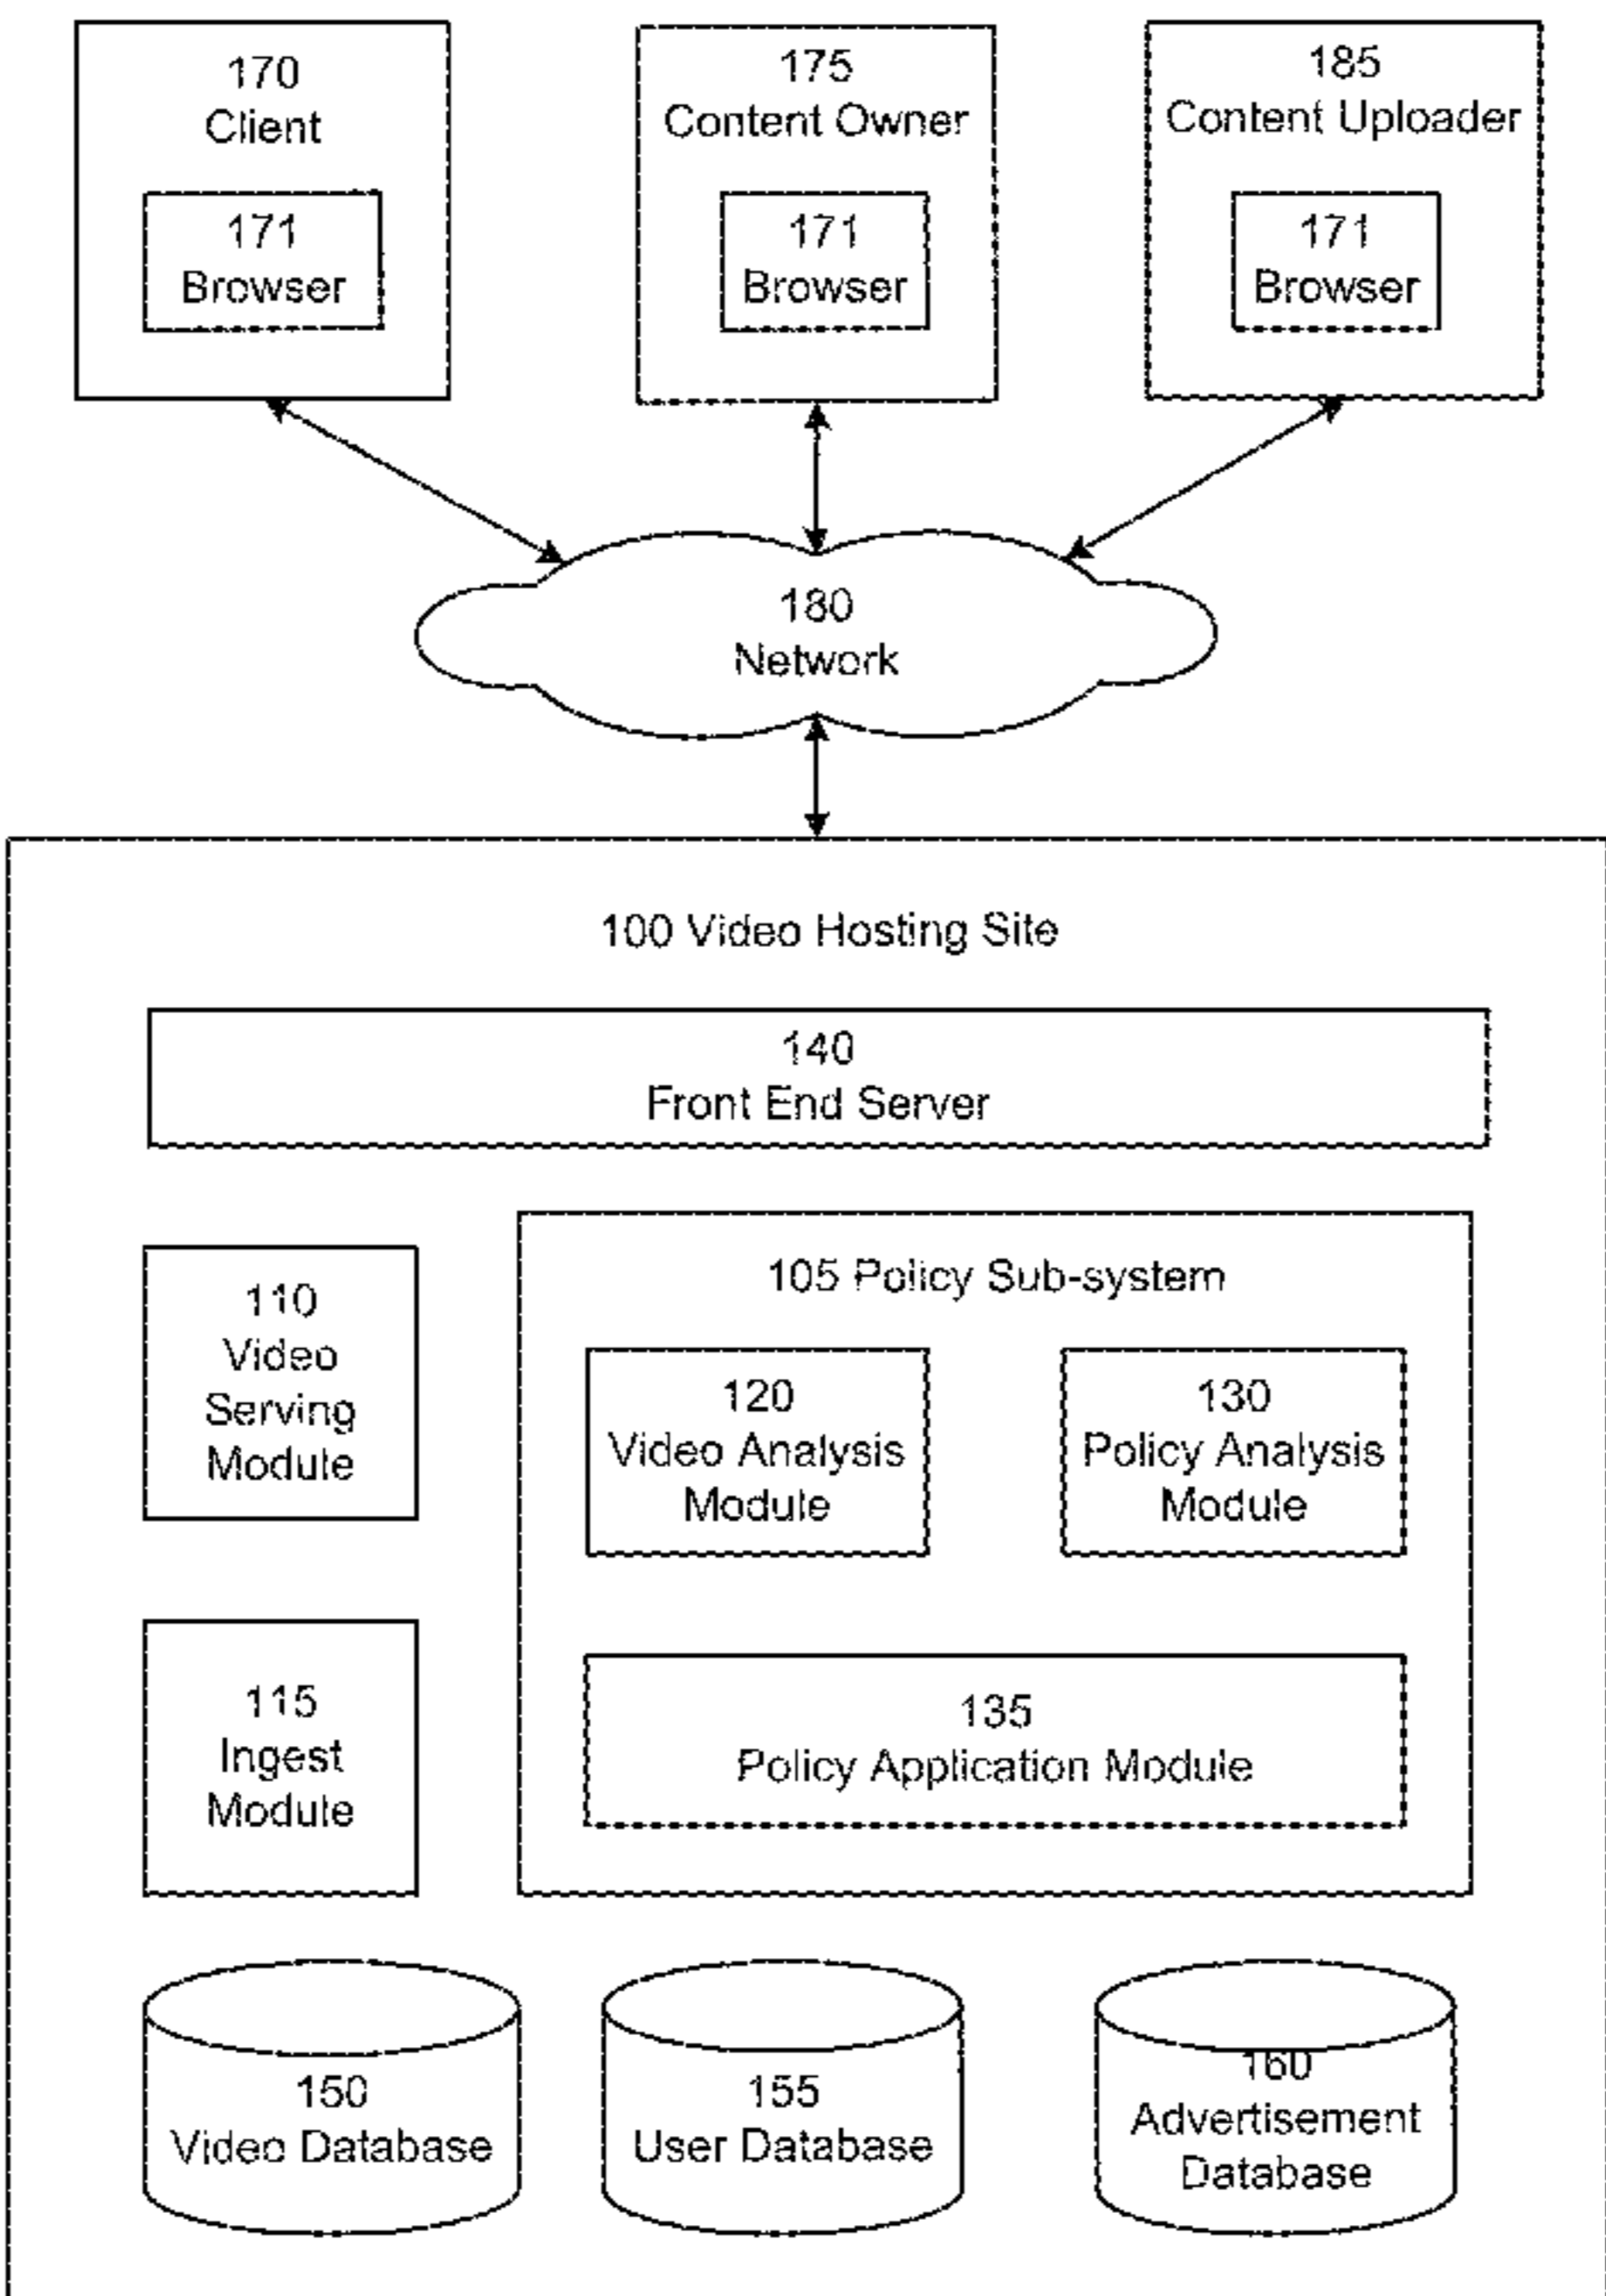 170
Client
171
Browser
175
Content Owner
171
Browser
185
Content Uploader
171
Browser
180
Network
100 Video Hosting Site
140
Front End Server
110
Video
Serving
Module
105 Policy Sub-system
120
Video Analysis
Module
130
Policy Analysis
Module
115
Ingest
Module
135
Policy Application Module
150
Video Database
155
User Database
160
Advertisement
Database